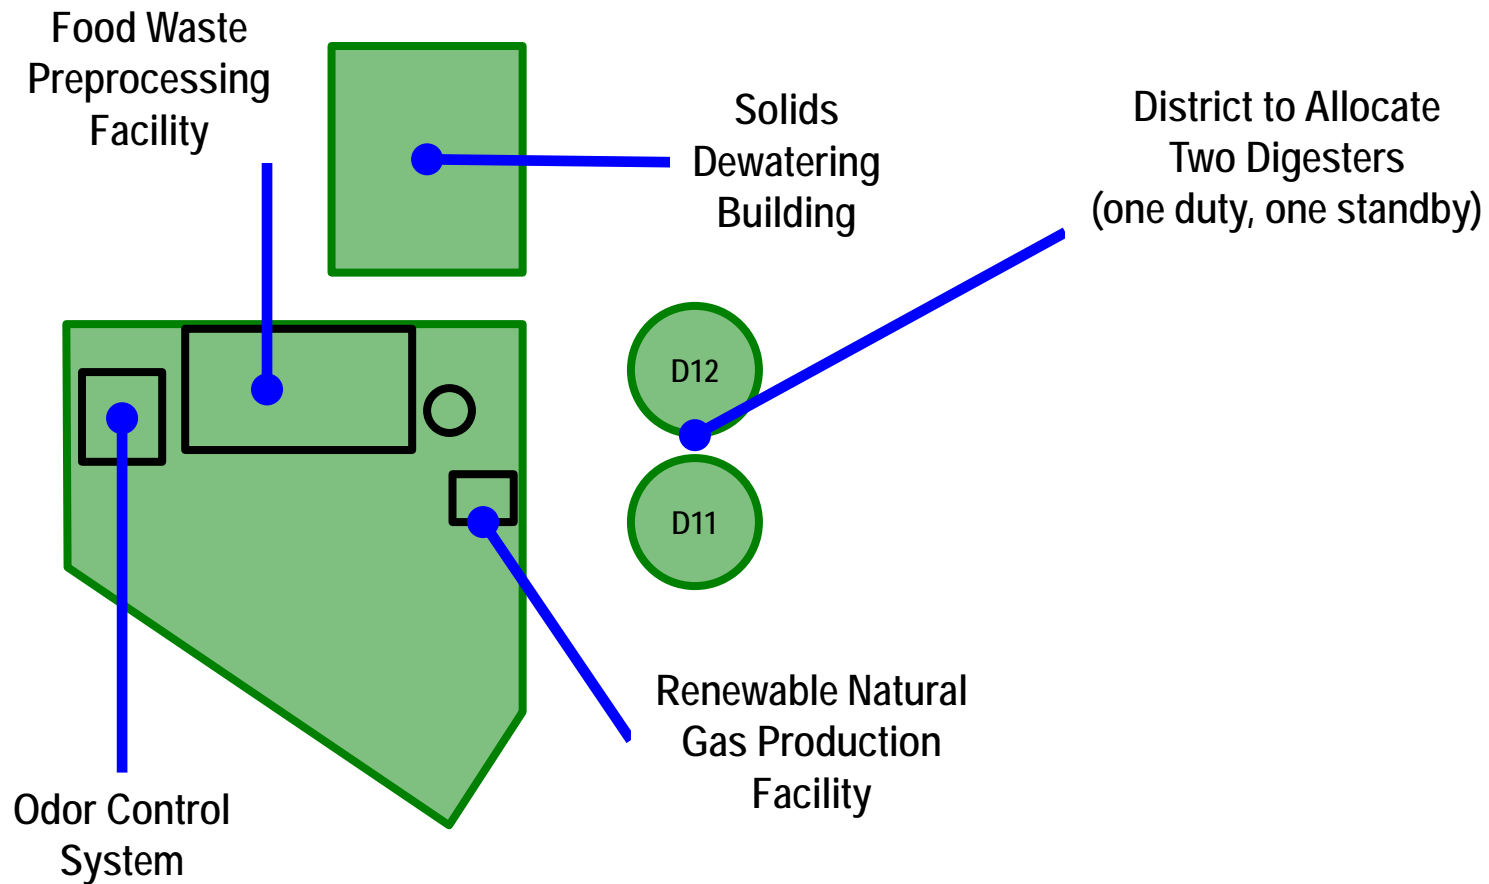 Food Waste
Preprocessing
Facility
Solids
Dewatering
Building
District to Allocate
Two Digesters
(one duty, one standby)
D12
D11
Renewable Natural
Gas Production
Facility
Odor Control
System